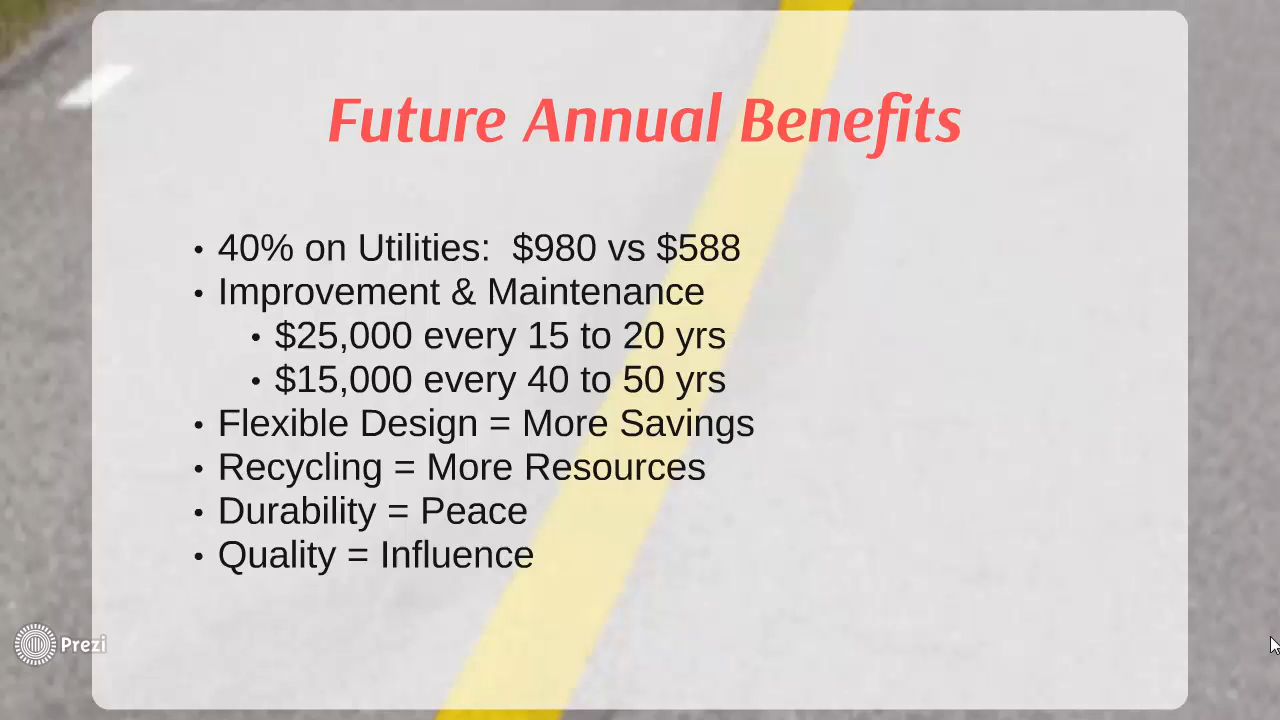 Future Annual Benefits
• 40% on Utilities:  $980 vs $588
• Improvement & Maintenance
• $25,000 every 15 to 20 yrs
• $15,000 every 40 to 50 yrs
• Flexible Design = More Savings
• Recycling = More Resources
• Durability = Peace
• Quality = Influence
Prezi